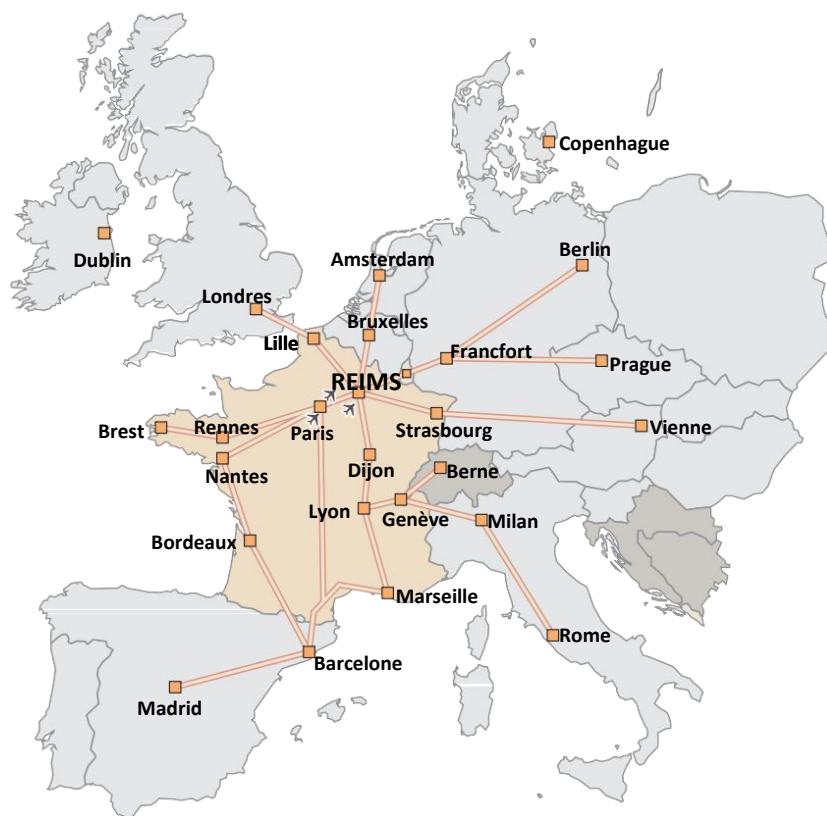 Copenhague
Dublin
Amsterdam
Berlin
Londres
Bruxelles
Lille
Francfort
Prague
REIMS
Brest
Rennes
Paris
Strasbourg
Vienne
Nantes
Dijon
Berne
Lyon
Genève
Milan
Bordeaux
Marseille
Rome
Barcelone
Madrid